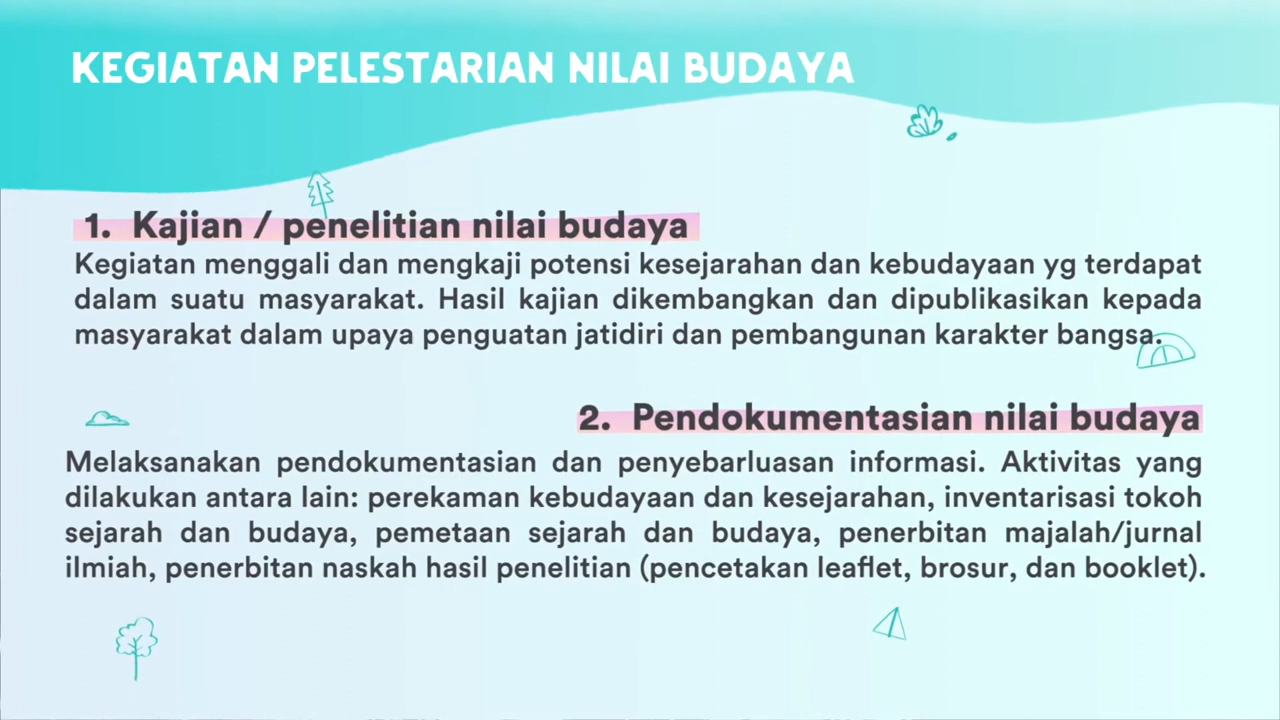 KEGIATAN PELESTARIAN NILAI BUDAYA
1. Kajian / penelitian nilai budaya
Kegiatan menggali dan mengkaji potensi kesejarahan dan kebudayaan yg terdapat
dalam suatu masyarakat. Hasil kajian dikembangkan dan dipublikasikan kepada
masyarakat dalam upaya penguatan jatidiri dan pembangunan karakter bangsa.
2. Pendokumentasian nilai budaya
Melaksanakan pendokumentasian dan penyebarluasan informasi. Aktivitas yang
dilakukan antara lain: perekaman kebudayaan dan kesejarahan, inventarisasi tokoh
sejarah dan budaya, pemetaan sejarah dan budaya, penerbitan majalah/jurnal
ilmiah, penerbitan naskah hasil penelitian (pencetakan leaflet, brosur, dan booklet).